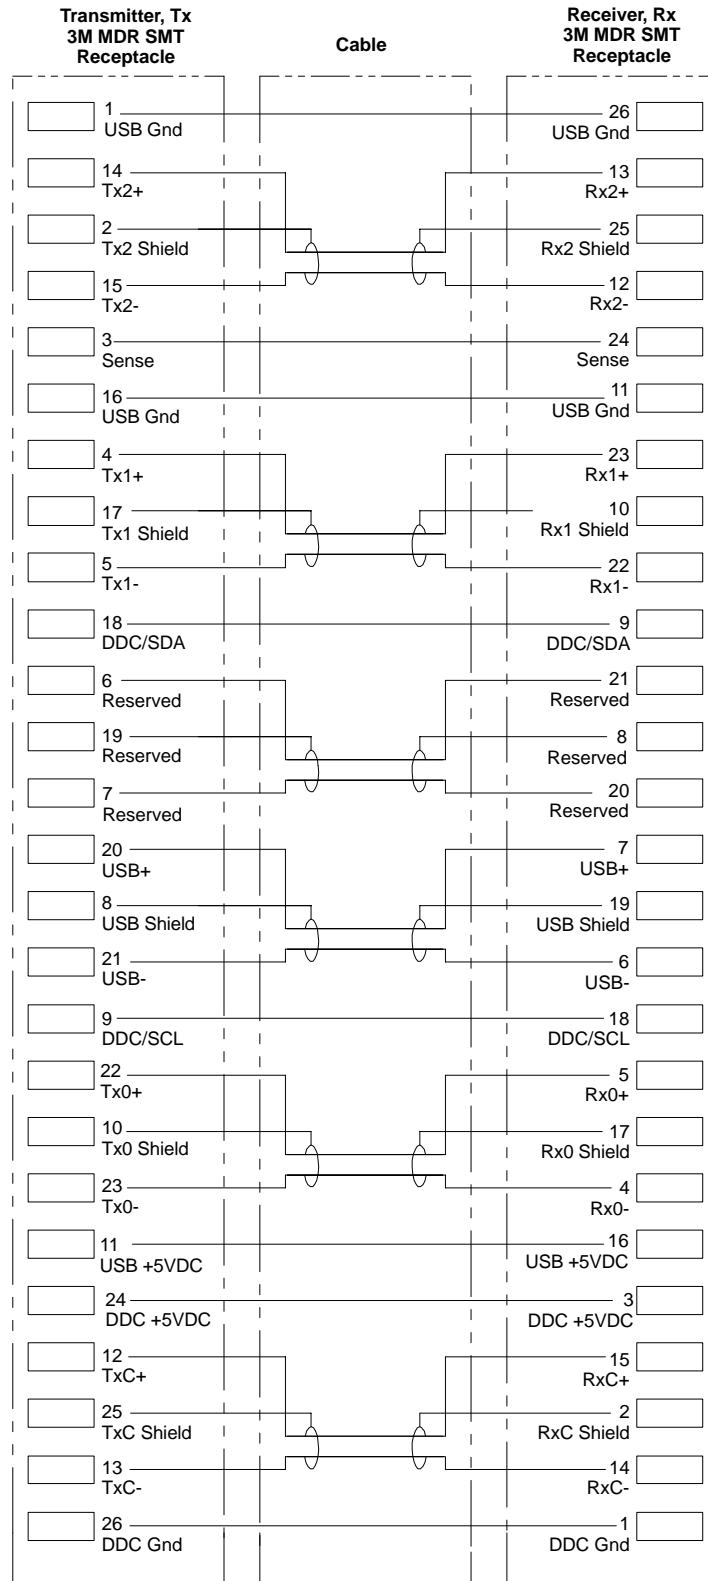 Transmitter, Tx
3M MDR SMT
Receptacle
Cable
Receiver, Rx
3M MDR SMT
Receptacle
1
USB Gnd
26
USB Gnd
14
Tx2+
13
Rx2+
2
Tx2 Shield
25
Rx2 Shield
15
Tx2-
12
Rx2-
3
Sense
24
Sense
16
USB Gnd
11
USB Gnd
4
Tx1+
23
Rx1+
17
Tx1 Shield
10
Rx1 Shield
5
Tx1-
22
Rx1-
18
DDC/SDA
9
DDC/SDA
6
Reserved
21
Reserved
19
Reserved
8
Reserved
7
Reserved
20
Reserved
20
USB+
7
USB+
8
USB Shield
19
USB Shield
21
USB-
6
USB-
9
DDC/SCL
18
DDC/SCL
22
Tx0+
5
Rx0+
10
Tx0 Shield
17
Rx0 Shield
23
Tx0-
4
Rx0-
11
USB +5VDC
16
USB +5VDC
24
DDC +5VDC
3
DDC +5VDC
12
TxC+
15
RxC+
25
TxC Shield
2
RxC Shield
13
TxC-
14
RxC-
26
DDC Gnd
1
DDC Gnd